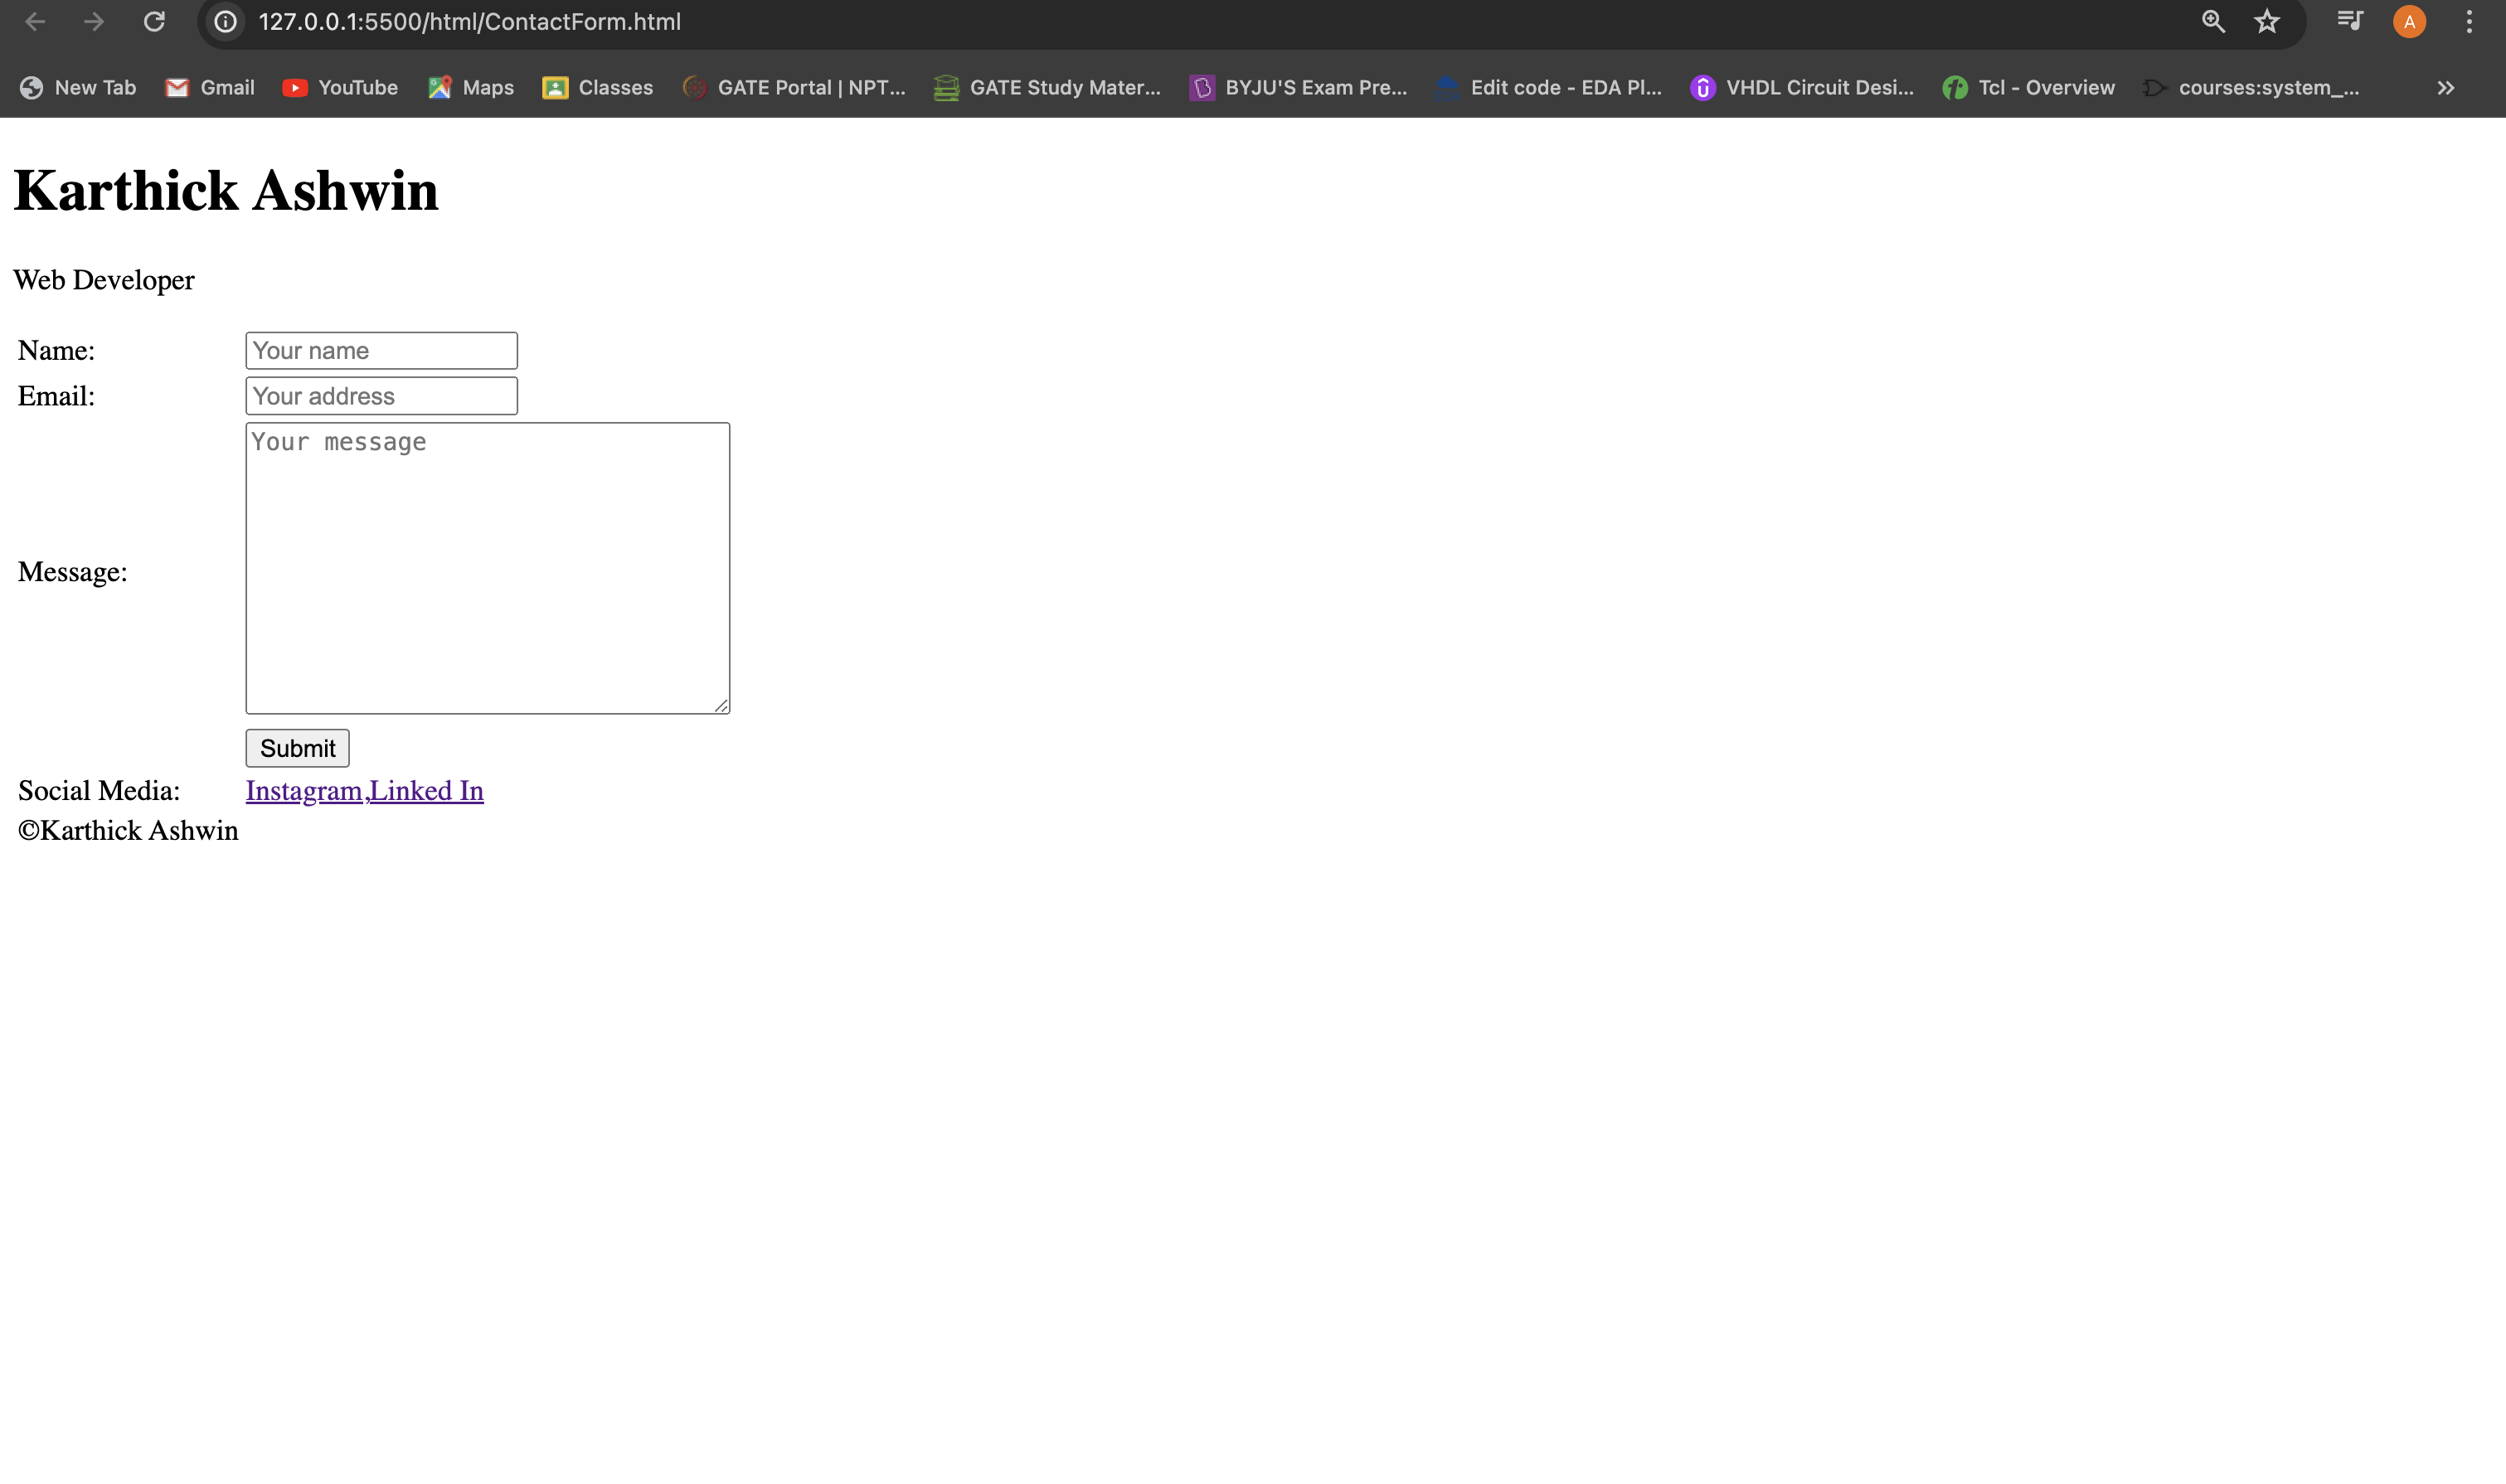 127.0.0.1:5500/html/ContactForm.html
A
New Tab Gmail YouTube Maps Classes GATE Portal | NPT... GATE Study Mater... BYJU'S Exam Pre... Edit code - EDA Pl... VHDL Circuit Desi... Tcl - Overview courses:system_...
Karthick Ashwin
Web Developer
Name: Your name
Email: Your address
Message: Your message
Submit
Social Media: Instagram,Linked In
©Karthick Ashwin